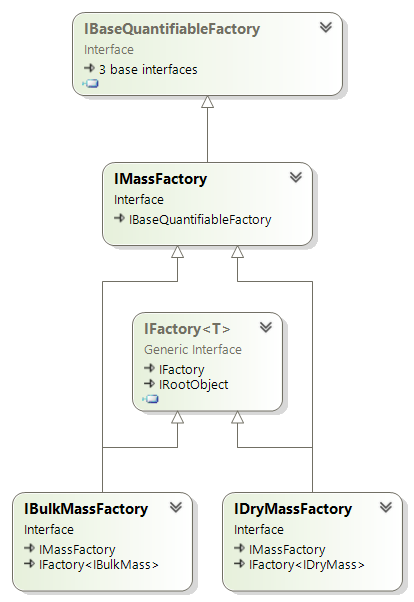 IBaseQuantifiableFactory
Interface
3 base interfaces
IMassFactory
Interface
IBaseQuantifiableFactory
IFactory<T>
Generic Interface
IFactory
IRootObject
IBulkMassFactory
Interface
IMassFactory
IFactory<IBulkMass>
IDryMassFactory
Interface
IMassFactory
IFactory<IDryMass>